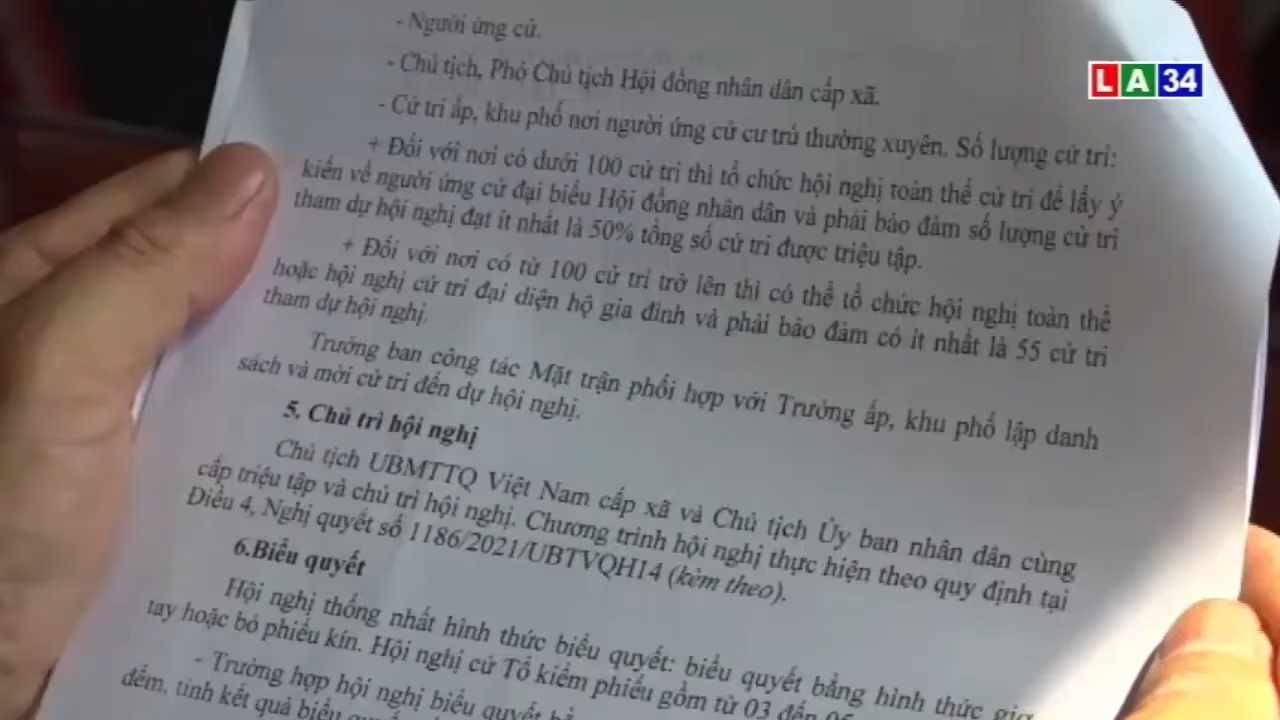 - Người ứng cử.
LA34
- Chủ tịch, Phó Chủ tịch Hội đồng nhân dân cấp xã.
- Cử tri ấp, khu phố nơi người ứng cử cư trú thường xuyên. Số lượng cử tri:
+ Đối với nơi có dưới 100 cử tri thì tổ chức hội nghị toàn thể cử tri để lấy ý
kiến về người ứng cử đại biểu Hội đồng nhân dân và phải bảo đảm số lượng cử tri
tham dự hội nghị đạt ít nhất là 50% tổng số cử tri được triệu tập.
+ Đối với nơi có từ 100 cử tri trở lên thì có thể tổ chức hội nghị toàn thể
hoặc hội nghị cử tri đại diện hộ gia đình và phải bảo đảm có ít nhất là 55 cử tri
tham dự hội nghị.
Trưởng ban công tác Mặt trận phối hợp với Trưởng ấp, khu phố lập danh
sách và mời cử tri đến dự hội nghị.
5. Chủ trì hội nghị
Chủ tịch UBMTTQ Việt Nam cấp xã và Chủ tịch Ủy ban nhân dân cùng
cấp triệu tập và chủ trì hội nghị. Chương trình hội nghị thực hiện theo quy định tại
Điều 4, Nghị quyết số 1186/2021/UBTVQH14 (kèm theo).
6.Biểu quyết
Hội nghị thống nhất hình thức biểu quyết: biểu quyết bằng hình thức giơ
tay hoặc bỏ phiếu kín. Hội nghị cử Tổ kiểm phiếu gồm từ 03 đến
- Trường hợp hội nghị biểu quyết
đếm, tính kết quả biểu